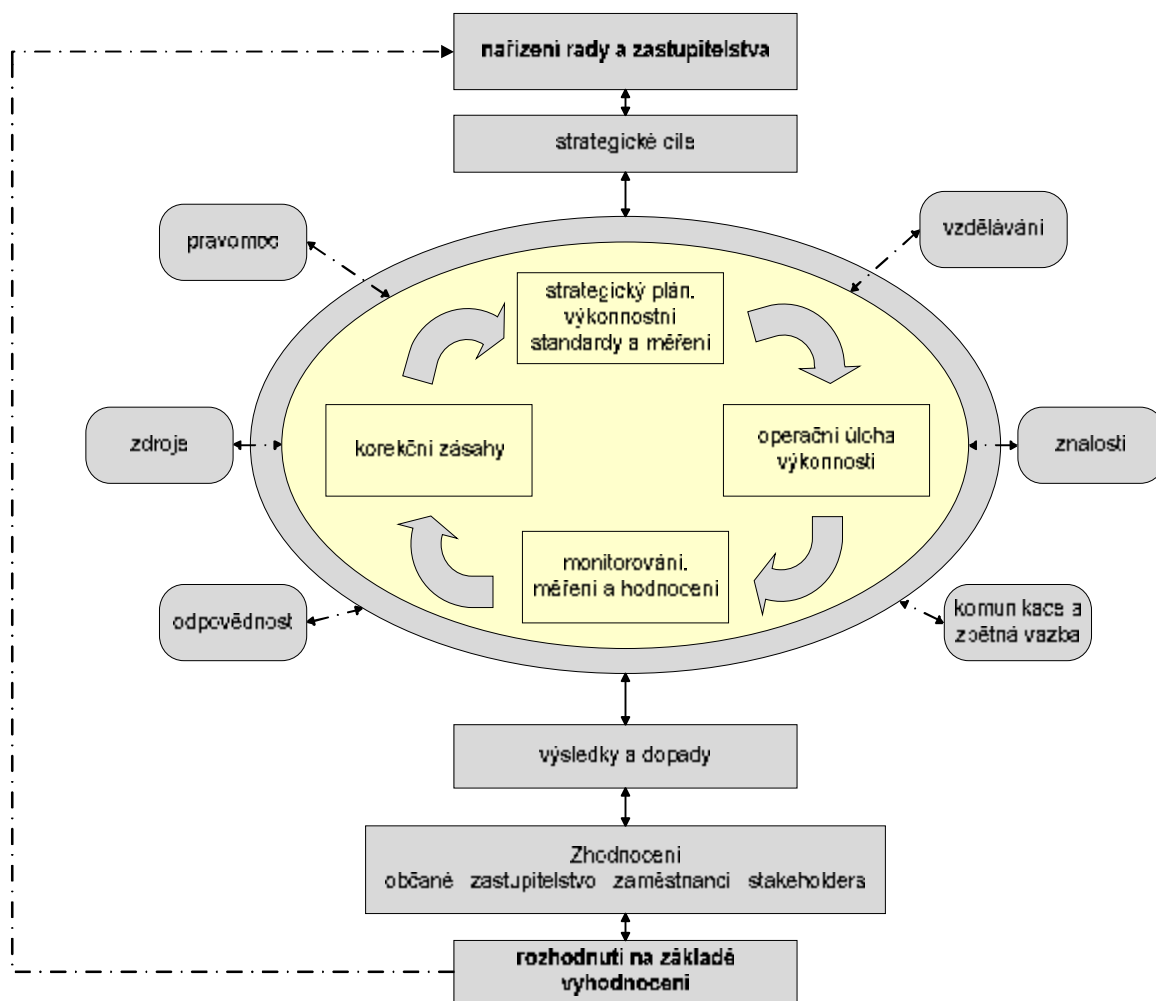 nařízení rady a zastupitelstva
strategické cíle
pravomoc
vzdělávání
strategický plán,
výkonnostní
standardy a měření
zdroje
korekční zásahy
operační úloha
výkonnosti
znalosti
monitorování,
měření a hodnocení
odpovědnost
komunikace a
zpětná vazba
výsledky a dopady
Zhodnocení
občané zastupitelstvo zaměstnanci stakeholders
rozhodnutí na základě
vyhodnocení